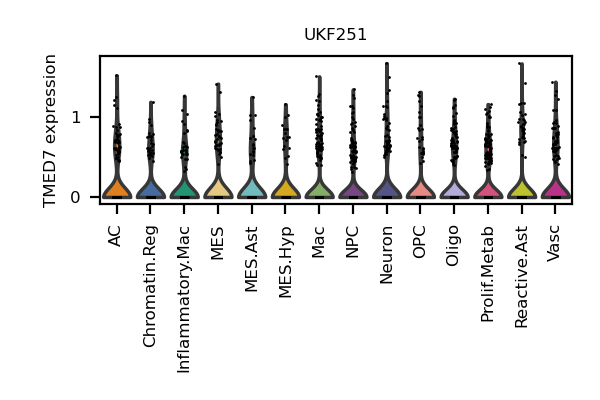 UKF251
TMED7 expression
1
0
AC
Chromatin.Reg
Inflammatory.Mac
MES
MES.Ast
MES.Hyp
Mac
NPC
Neuron
OPC
Oligo
Prolif.Metab
Reactive.Ast
Vasc